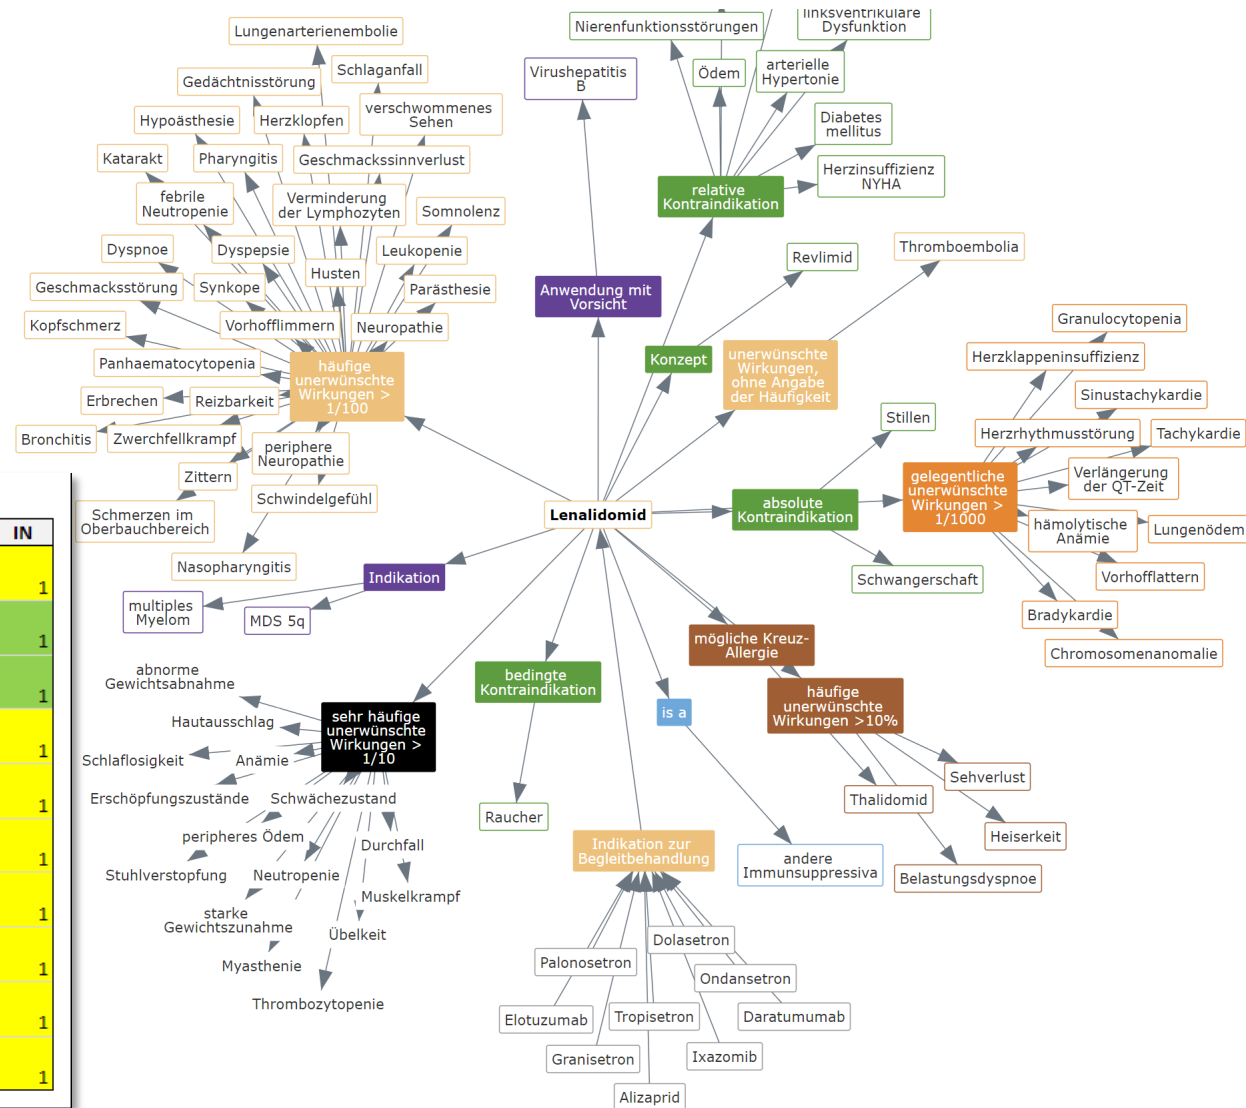 Lungenarterienembolie
Schlaganfall
Gedächtnisstörung
verschwommenes
Sehen
Hypoästhesie
Herzklopfen
Katarakt
Pharyngitis
Geschmackssinnverlust
febrile
Neutropenie
Verminderung
der Lymphozyten
Somnolenz
Dyspnoe
Dyspepsie
Leukopenie
Husten
Geschmacksstörung
Synkope
Parästhesie
Kopfschmerz
Vorhofflimmern
Neuropathie
Panhaematocytopenia
häufige
unerwünschte
Wirkungen >
1/100
Erbrechen
Reizbarkeit
Bronchitis
Zwerchfellkrampf
periphere
Neuropathie
Zittern
Schwindelgefühl
Schmerzen im
Oberbauchbereich
Nasopharyngitis
Nierenfunktionsstörungen
linksventrikuläre
Dysfunktion
Virushepatitis
B
Ödem
arterielle
Hypertonie
Diabetes
mellitus
Herzinsuffizienz
NYHA
relative
Kontraindikation
Revlimid
Thromboembolia
Anwendung mit
Vorsicht
Konzept
unerwünschte
Wirkungen,
ohne Angabe
der Häufigkeit
Granulocytopenia
Herzklappeninsuffizienz
Sinustachykardie
Stillen
Herzrhythmusstörung
Tachykardie
gelegentliche
unerwünschte
Wirkungen >
1/1000
Verlängerung
der QT-Zeit
absolute
Kontraindikation
Lenalidomid
hämolytische
Anämie
Lungenödem
Vorhofflattern
Schwangerschaft
Bradykardie
Chromosomenanomalie
Indikation
multiples
Myelom
MDS 5q
mögliche Kreuz-
Allergie
bedingte
Kontraindikation
is a
häufige
unerwünschte
Wirkungen >10%
abnorme
Gewichtsabnahme
Hautausschlag
sehr häufige
unerwünschte
Wirkungen >
1/10
Schlaflosigkeit
Anämie
Erschöpfungszustände
Schwächezustand
peripheres Ödem
Durchfall
Stuhlverstopfung
Neutropenie
Muskelkrampf
starke
Gewichtszunahme
Übelkeit
Myasthenie
Thrombozytopenie
Raucher
Sehverlust
Thalidomid
Heiserkeit
Belastungsdyspnoe
andere
Immunsuppressiva
Indikation zur
Begleitbehandlung
Dolasetron
Palonosetron
Ondansetron
Elotuzumab
Tropisetron
Daratumumab
Granisetron
Ixazomib
Alizaprid
IN
1
1
1
1
1
1
1
1
1
1